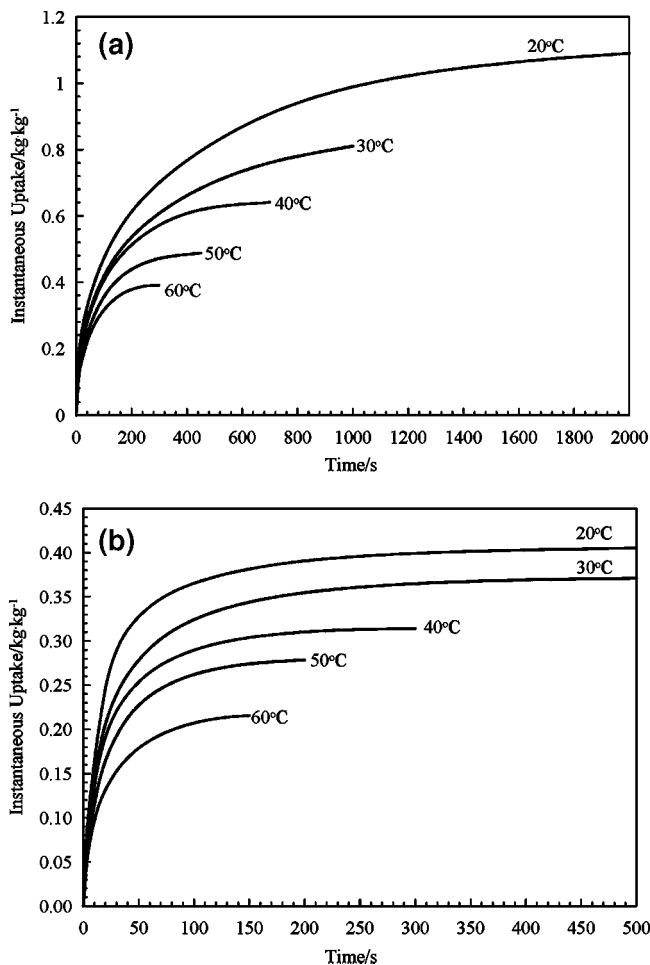 (a)
Instantaneous Uptake/kg·kg⁻¹
1.2
1
0.8
0.6
0.4
0.2
0
20°C
30°C
40°C
50°C
60°C
0 200 400 600 800 1000 1200 1400 1600 1800 2000
Time/s
(b)
Instantaneous Uptake/kg·kg⁻¹
0.45
0.40
0.35
0.30
0.25
0.20
0.15
0.10
0.05
0.00
20°C
30°C
40°C
50°C
60°C
0 50 100 150 200 250 300 350 400 450 500
Time/s